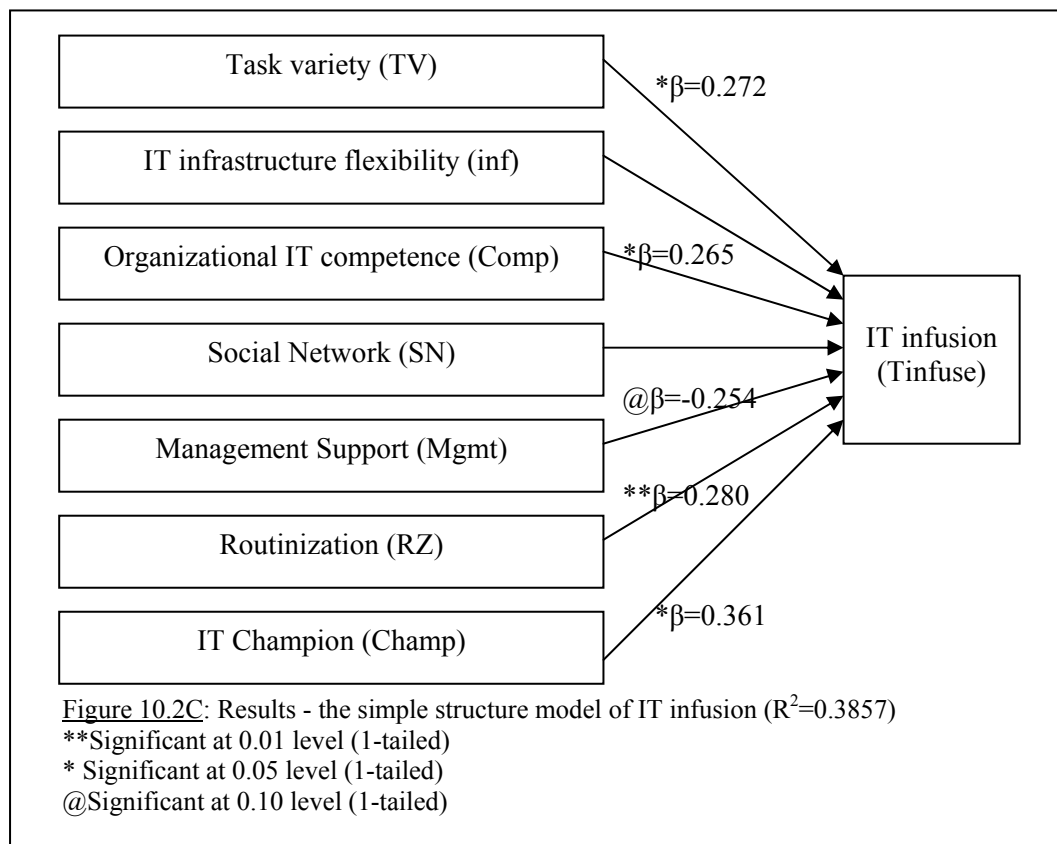 Task variety (TV)
*β=0.272
IT infrastructure flexibility (inf)
Organizational IT competence (Comp)
*β=0.265
IT infusion
(Tinfuse)
Social Network (SN)
@β=-0.254
Management Support (Mgmt)
**β=0.280
Routinization (RZ)
*β=0.361
IT Champion (Champ)
Figure 10.2C: Results - the simple structure model of IT infusion (R²=0.3857)
**Significant at 0.01 level (1-tailed)
* Significant at 0.05 level (1-tailed)
@Significant at 0.10 level (1-tailed)